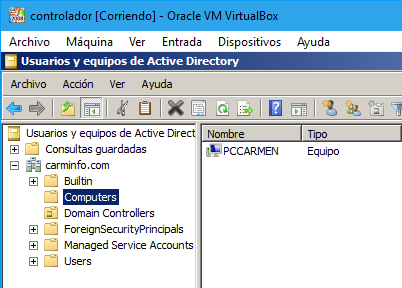 controlador [Corriendo] - Oracle VM VirtualBox
Archivo Máquina Ver Entrada Dispositivos Ayuda
Usuarios y equipos de Active Directory
Archivo Acción Ver Ayuda
Usuarios y equipos de Active Direct
Consultas guardadas
carminfo.com
Builtin
Computers
Domain Controllers
ForeignSecurityPrincipals
Managed Service Accounts
Users
Nombre Tipo
PCCARMEN Equipo